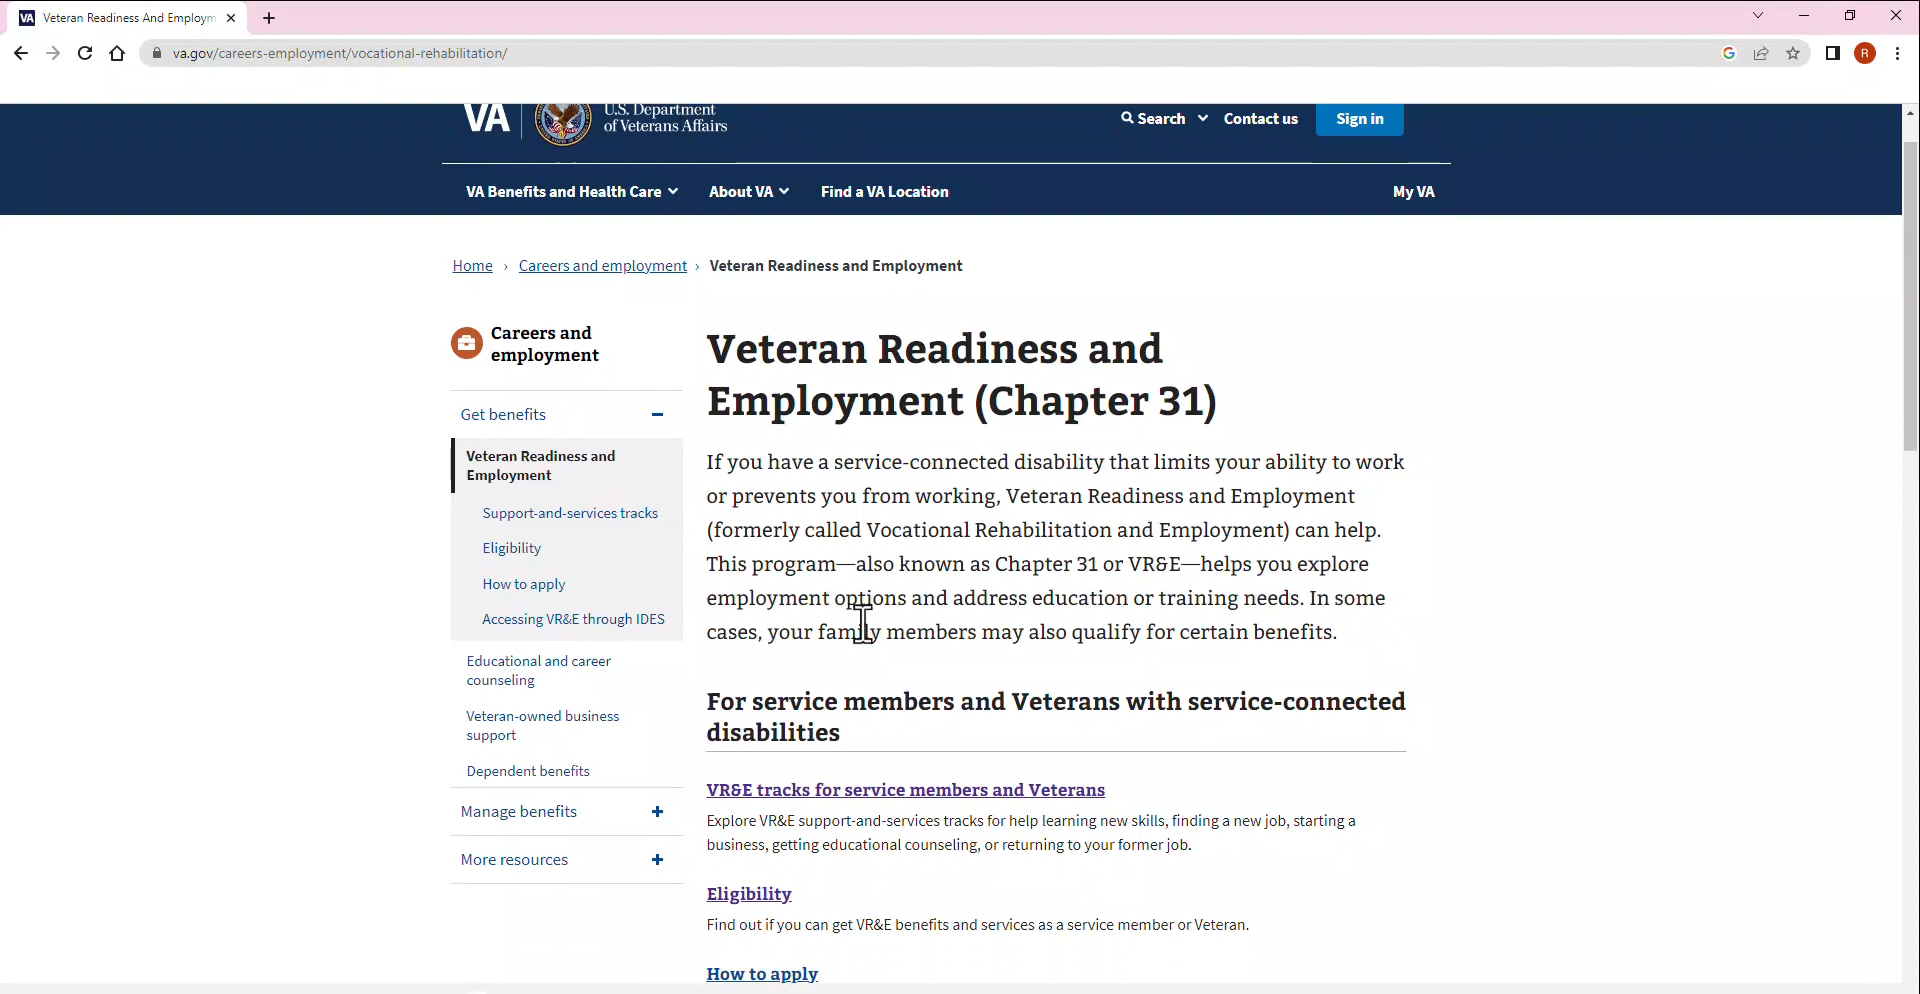 VA Veteran Readiness And Employm
va.gov/careers-employment/vocational-rehabilitation/
G
R
VA
U.S. Department
of Veterans Affairs
Search
Contact us
Sign in
VA Benefits and Health Care
About VA
Find a VA Location
My VA
Home › Careers and employment › Veteran Readiness and Employment
Careers and
employment
Get benefits
Veteran Readiness and
Employment
Support-and-services tracks
Eligibility
How to apply
Accessing VR&E through IDES
Educational and career
counseling
Veteran-owned business
support
Dependent benefits
Manage benefits
More resources
Veteran Readiness and
Employment (Chapter 31)
If you have a service-connected disability that limits your ability to work
or prevents you from working, Veteran Readiness and Employment
(formerly called Vocational Rehabilitation and Employment) can help.
This program—also known as Chapter 31 or VR&E—helps you explore
employment options and address education or training needs. In some
cases, your family members may also qualify for certain benefits.
For service members and Veterans with service-connected
disabilities
VR&E tracks for service members and Veterans
Explore VR&E support-and-services tracks for help learning new skills, finding a new job, starting a
business, getting educational counseling, or returning to your former job.
Eligibility
Find out if you can get VR&E benefits and services as a service member or Veteran.
How to apply